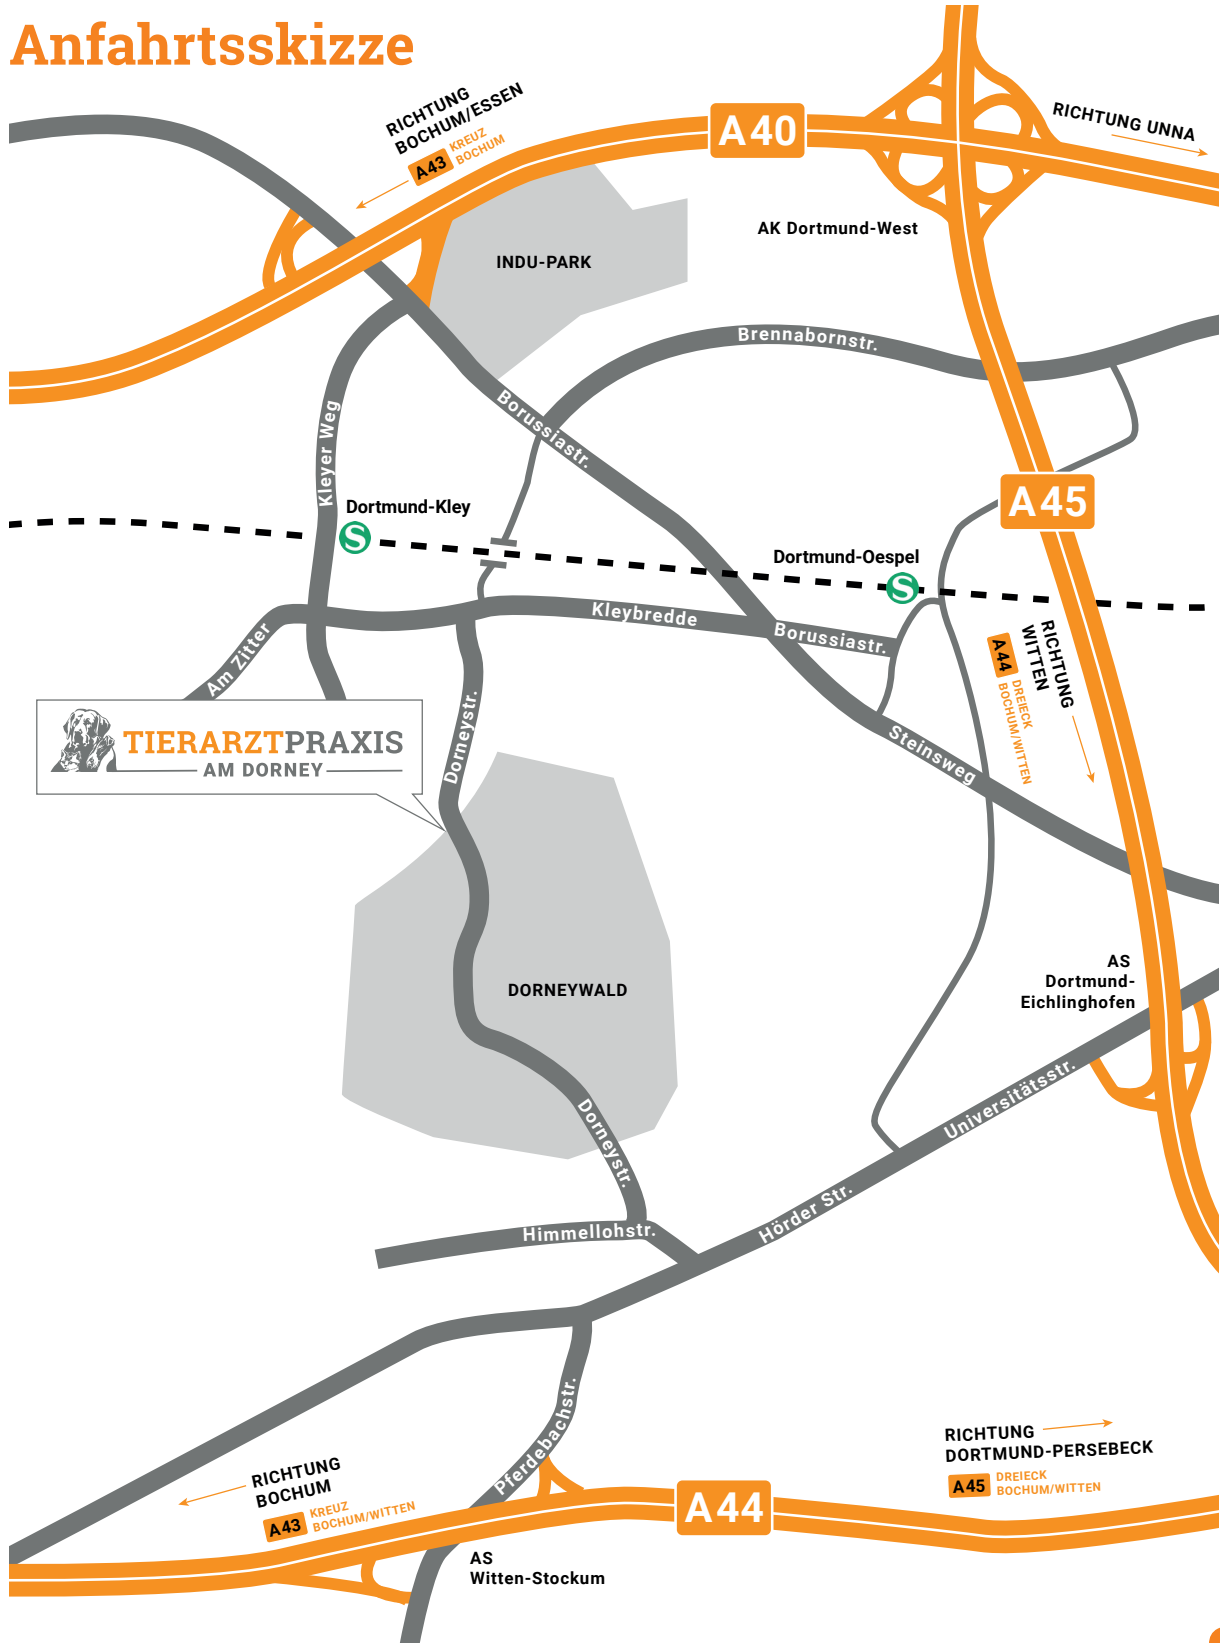 Anfahrtsskizze
RICHTUNG
BOCHUM/ESSEN
A43 KREUZ
BOCHUM
A40
RICHTUNG UNNA
AK Dortmund-West
INDU-PARK
Brennabornstr.
Borussiastr.
Kleyer Weg
Dortmund-Kley
S
A45
Dortmund-Oespel
S
Kleybredde
Borussiastr.
Am Zitter
RICHTUNG
WITTEN
A44 DREIECK
BOCHUM/WITTEN
Dorneystr.
TIERARZTPRAXIS
AM DORNEY
Steinsweg
DORNEYWALD
AS
Dortmund-
Eichlinghofen
Universitätsstr.
Dorneystr.
Hörder Str.
Himmellohstr.
Pferdebachstr.
RICHTUNG
DORTMUND-PERSEBECK
A45 DREIECK
BOCHUM/WITTEN
RICHTUNG
BOCHUM
A43 KREUZ
BOCHUM/WITTEN
A44
AS
Witten-Stockum